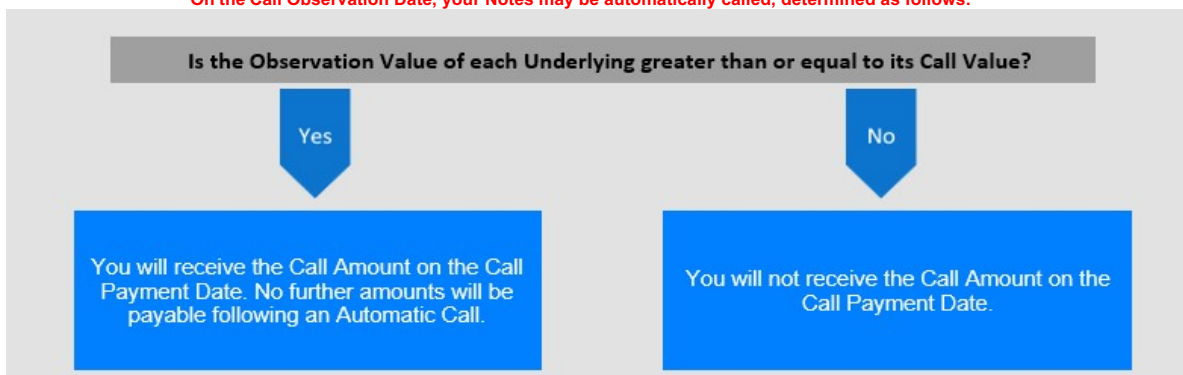 On the Call Observation Date, your Notes may be automatically called, determined as follows:
Is the Observation Value of each Underlying greater than or equal to its Call Value?
Yes
No
You will receive the Call Amount on the Call
Payment Date. No further amounts will be
payable following an Automatic Call.
You will not receive the Call Amount on the
Call Payment Date.